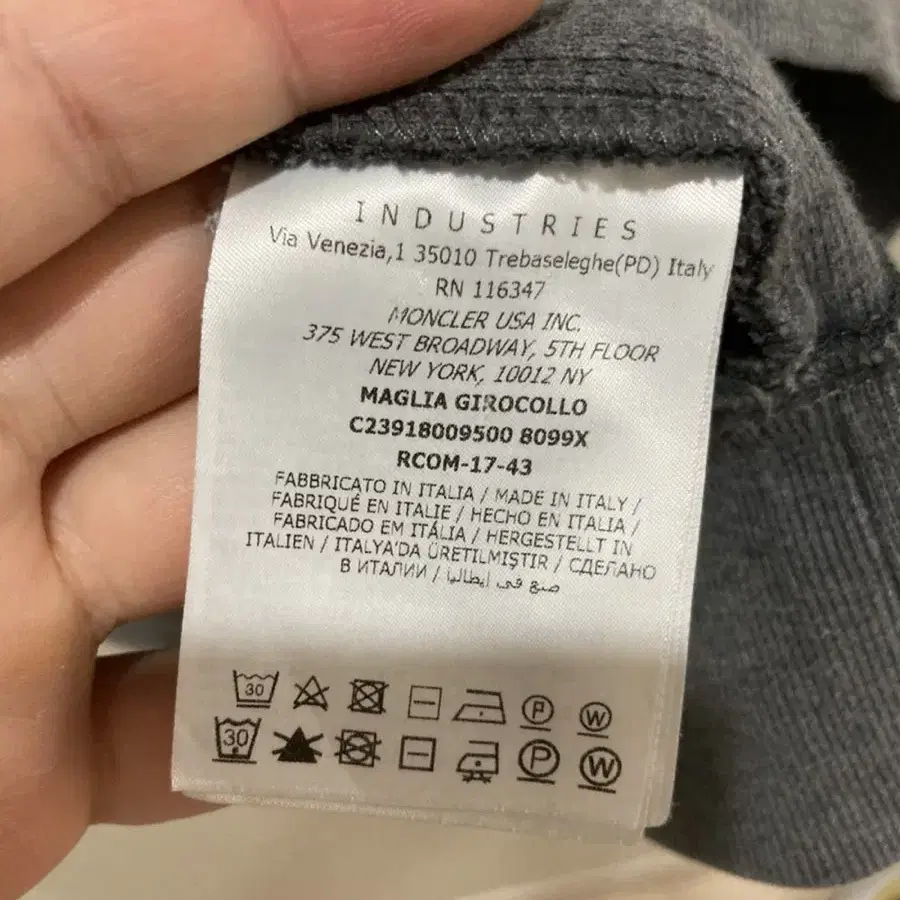 INDUSTRIES
Via Venezia,1 35010 Trebaseleghe(PD) Italy
RN 116347
MONCLER USA INC.
375 WEST BROADWAY, 5TH FLOOR
NEW YORK, 10012 NY
MAGLIA GIROCOLLO
C23918009500 8099X
RCOM-17-43
FABBRICATO IN ITALIA / MADE IN ITALY /
FABRIQUÉ EN ITALIE / HECHO EN ITALIA /
FABRICADO EM ITÁLIA / HERGESTELLT IN
ITALIEN / ITALYA'DA ÜRETILMIŞTIR / СДЕЛАНО
В ИТАЛИИ / صنع في إيطاليا
30 P W
30 P W